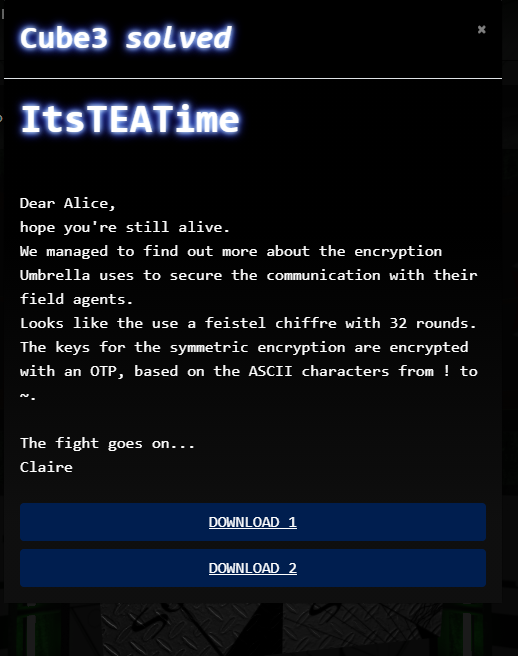 Cube3 solved
×
ItsTEATime
Dear Alice,
hope you're still alive.
We managed to find out more about the encryption
Umbrella uses to secure the communication with their
field agents.
Looks like the use a feistel chiffre with 32 rounds.
The keys for the symmetric encryption are encrypted
with an OTP, based on the ASCII characters from ! to
~.
The fight goes on...
Claire
DOWNLOAD 1
DOWNLOAD 2